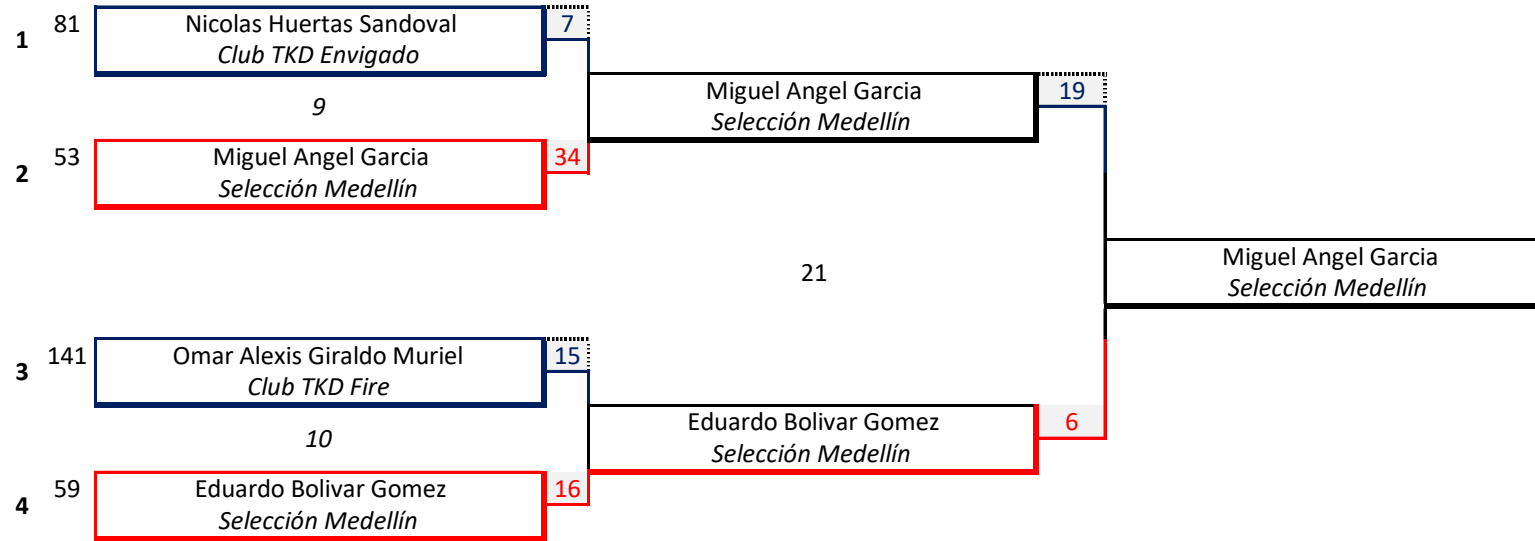 1 81 Nicolas Huertas Sandoval 7
Club TKD Envigado
9
Miguel Angel Garcia 19
Selección Medellín
2 53 Miguel Angel Garcia 34
Selección Medellín
21
Miguel Angel Garcia
Selección Medellín
3 141 Omar Alexis Giraldo Muriel 15
Club TKD Fire
10
Eduardo Bolivar Gomez 6
Selección Medellín
4 59 Eduardo Bolivar Gomez 16
Selección Medellín